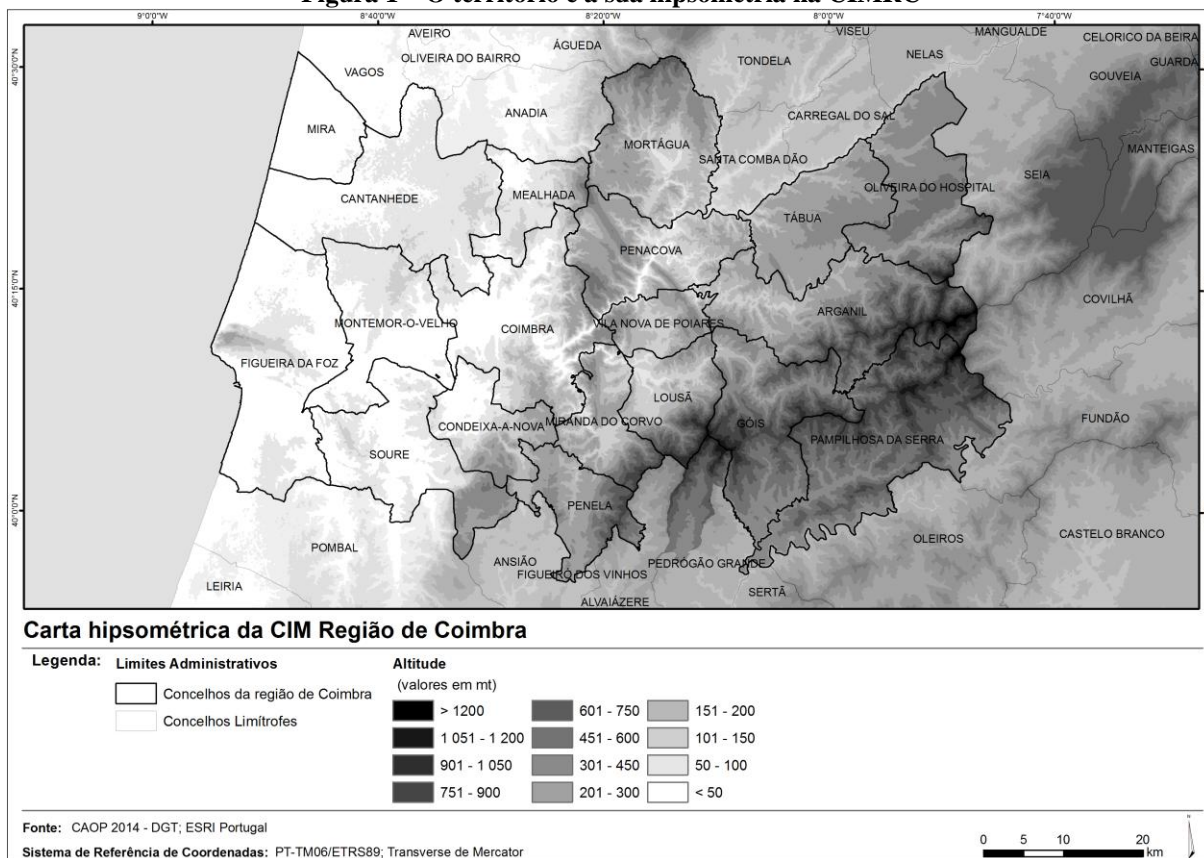 Figura 1 – O território e a sua hipsometria na CIMRC
9°0'0"W
8°40'0"W
8°20'0"W
8°0'0"W
7°40'0"W
40°30'0"N
40°15'0"N
40°0'0"N
AVEIRO
VISEU
MANGUALDE
CELORICO DA BEIRA
ÁGUEDA
OLIVEIRA DO BAIRRO
TONDELA
NELAS
GUARDA
VAGOS
GOUVEIA
ANADIA
CARREGAL DO SAL
MIRA
MORTÁGUA
MANTEIGAS
SANTA COMBA DÃO
SEIA
CANTANHEDE
MEALHADA
OLIVEIRA DO HOSPITAL
TÁBUA
PENACOVA
COVILHÃ
ARGANIL
MONTEMOR-O-VELHO
COIMBRA
VILA NOVA DE POIARES
FIGUEIRA DA FOZ
LOUSÃ
FUNDÃO
CONDEIXA-A-NOVA
MIRANDA DO CORVO
GÓIS
PAMPILHOSA DA SERRA
SOURE
PENELA
CASTELO BRANCO
OLEIROS
POMBAL
ANSIÃO
PEDRÓGÃO GRANDE
FIGUEIRÓ DOS VINHOS
LEIRIA
SERTÃ
ALVAIÁZERE
Carta hipsométrica da CIM Região de Coimbra
Legenda:
Limites Administrativos
Concelhos da região de Coimbra
Concelhos Limítrofes
Altitude
(valores em mt)
> 1200
1 051 - 1 200
901 - 1 050
751 - 900
601 - 750
451 - 600
301 - 450
201 - 300
151 - 200
101 - 150
50 - 100
< 50
Fonte: CAOP 2014 - DGT; ESRI Portugal
Sistema de Referência de Coordenadas: PT-TM06/ETRS89; Transverse de Mercator
0 5 10 20
km